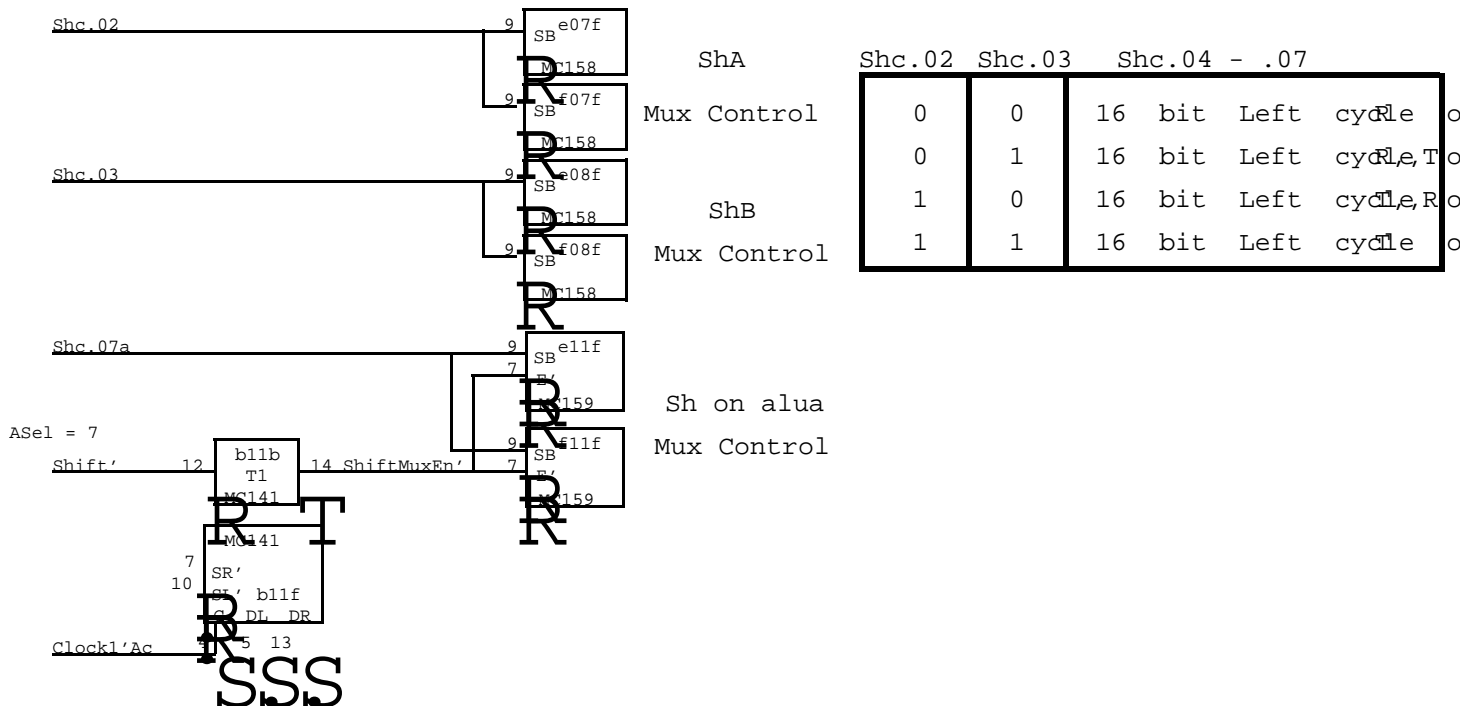 Shc.02 9 SB e07f
MC158
R
9 SB f07f
MC158
R
ShA
Mux Control
Shc.03 9 SB e08f
MC158
R
9 SB f08f
MC158
R
ShB
Mux Control
Shc.02 Shc.03 Shc.04 - .07
0 0 16 bit Left cycle R o
0 1 16 bit Left cycle R,,T o
1 0 16 bit Left cycle T,,R o
1 1 16 bit Left cycle T o
Shc.07a 9 SB e11f
7 E'
MC159
R
R
Sh on alua
Mux Control
9 SB f11f
7 E'
MC159
R
R
ASel = 7
Shift' 12 b11b 14 ShiftMuxEn'
T1
MC141
R T
MC141
7 SR'
10 SL' b11f
C DL DR
R
R
Clock1'Ac 4 5 13
S S S